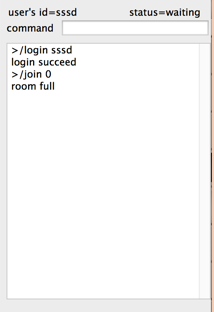 user's id=sssd status=waiting
command
>/login sssd
login succeed
>/join 0
room full